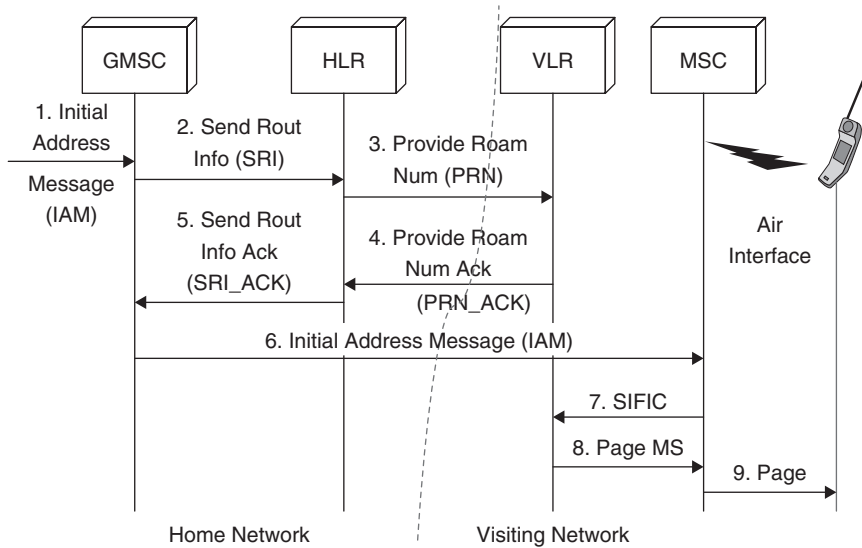 GMSC
HLR
VLR
MSC
1. Initial
Address
Message
(IAM)
2. Send Rout
Info (SRI)
3. Provide Roam
Num (PRN)
5. Send Rout
Info Ack
(SRI_ACK)
4. Provide Roam
Num Ack
(PRN_ACK)
Air
Interface
6. Initial Address Message (IAM)
7. SIFIC
8. Page MS
9. Page
Home Network
Visiting Network